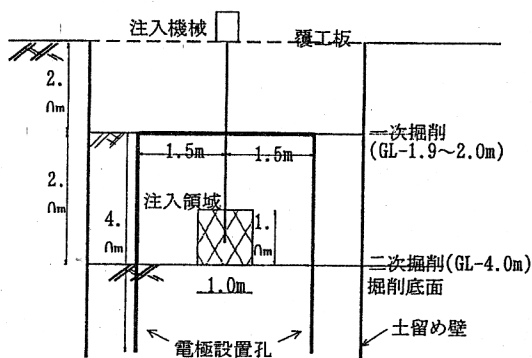 注入機械
覆工板
2.
0m
一次掘削
(GL-1.9～2.0m)
1.5m
1.5m
2.
0m
注入領域
4.
0m
1.
0m
二次掘削(GL-4.0m)
掘削底面
1.0m
土留め壁
電極設置孔